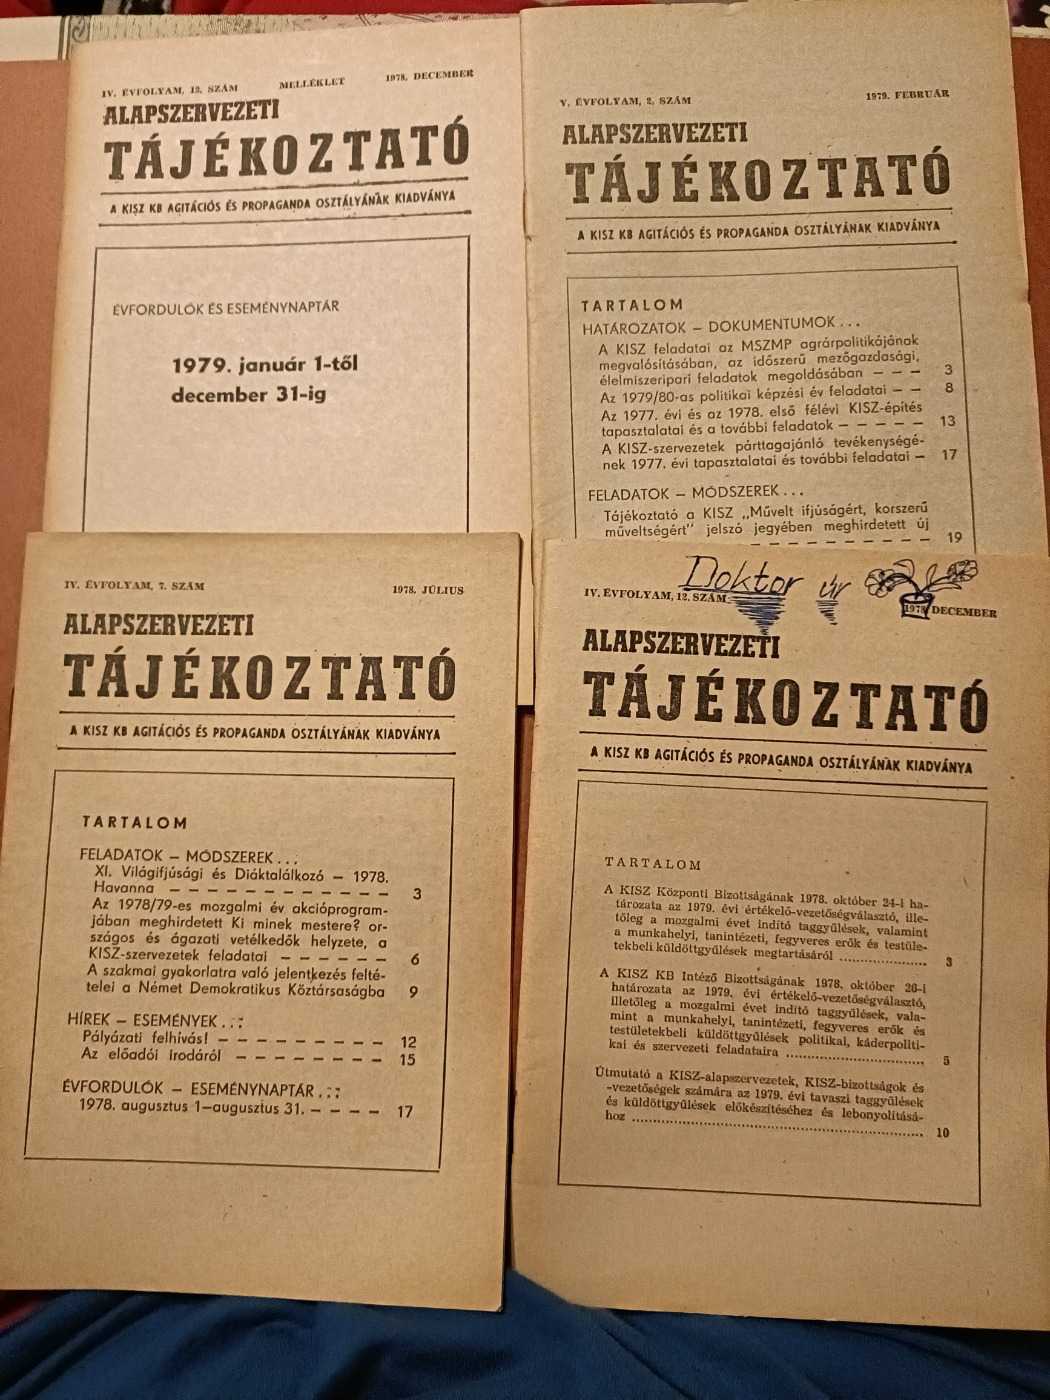 IV. ÉVFOLYAM, 12. SZÁM MELLÉKLET 1978. DECEMBER
ALAPSZERVEZETI
TÁJÉKOZTATÓ
A KISZ KB AGITÁCIÓS ÉS PROPAGANDA OSZTÁLYÁNAK KIADVÁNYA
ÉVFORDULÓK ÉS ESEMÉNYNAPTÁR
1979. január 1-től
december 31-ig
V. ÉVFOLYAM, 2. SZÁM 1979. FEBRUÁR
ALAPSZERVEZETI
TÁJÉKOZTATÓ
A KISZ KB AGITÁCIÓS ÉS PROPAGANDA OSZTÁLYÁNAK KIADVÁNYA
TARTALOM
HATÁROZATOK – DOKUMENTUMOK...
A KISZ feladatai az MSZMP agrárpolitikájának
megvalósításában, az időszerű mezőgazdasági,
élelmiszeripari feladatok megoldásában – – – 3
Az 1979/80-as politikai képzési év feladatai – – 8
Az 1977. évi és az 1978. első félévi KISZ-építés
tapasztalatai és a további feladatok – – – – – 13
A KISZ-szervezetek párttagajánló tevékenységé-
nek 1977. évi tapasztalatai és további feladatai – 17
FELADATOK – MÓDSZEREK...
Tájékoztató a KISZ „Művelt ifjúságért, korszerű
műveltségért" jelszó jegyében meghirdetett új
– – – – – – – – – 19
IV. ÉVFOLYAM, 7. SZÁM 1978. JÚLIUS
ALAPSZERVEZETI
TÁJÉKOZTATÓ
A KISZ KB AGITÁCIÓS ÉS PROPAGANDA OSZTÁLYÁNAK KIADVÁNYA
TARTALOM
FELADATOK – MÓDSZEREK...
XI. Világifjúsági és Diáktalálkozó – 1978.
Havanna – – – – – – – – – – – – 3
Az 1978/79-es mozgalmi év akcióprogram-
jában meghirdetett Ki minek mestere? or-
szágos és ágazati vetélkedők helyzete, a
KISZ-szervezetek feladatai – – – – – – 6
A szakmai gyakorlatra való jelentkezés felté-
telei a Német Demokratikus Köztársaságba 9
HÍREK – ESEMÉNYEK...
Pályázati felhívás! – – – – – – – – – 12
Az előadói irodáról – – – – – – – – 15
ÉVFORDULÓK – ESEMÉNYNAPTÁR...
1978. augusztus 1–augusztus 31. – – – – 17
Doktor úr
IV. ÉVFOLYAM, 12. SZÁM 1978 DECEMBER
ALAPSZERVEZETI
TÁJÉKOZTATÓ
A KISZ KB AGITÁCIÓS ÉS PROPAGANDA OSZTÁLYÁNAK KIADVÁNYA
TARTALOM
A KISZ Központi Bizottságának 1978. október 24-i ha-
tározata az 1979. évi értékelő-vezetőségválasztó, ille-
tőleg a mozgalmi évet indító taggyűlések, valamint
a munkahelyi, tanintézeti, fegyveres erők és testüle-
tekbeli küldöttgyűlések megtartásáról .................. 3
A KISZ KB Intéző Bizottságának 1978. október 26-i
határozata az 1979. évi értékelő-vezetőségválasztó,
illetőleg a mozgalmi évet indító taggyűlések, vala-
mint a munkahelyi, tanintézeti, fegyveres erők és
testületekbeli küldöttgyűlések politikai, káderpoliti-
kai és szervezeti feladataira ............................ 5
Útmutató a KISZ-alapszervezetek, KISZ-bizottságok és
-vezetőségek számára az 1979. évi tavaszi taggyűlések
és küldöttgyűlések előkészítéséhez és lebonyolításá-
hoz ............................................................ 10